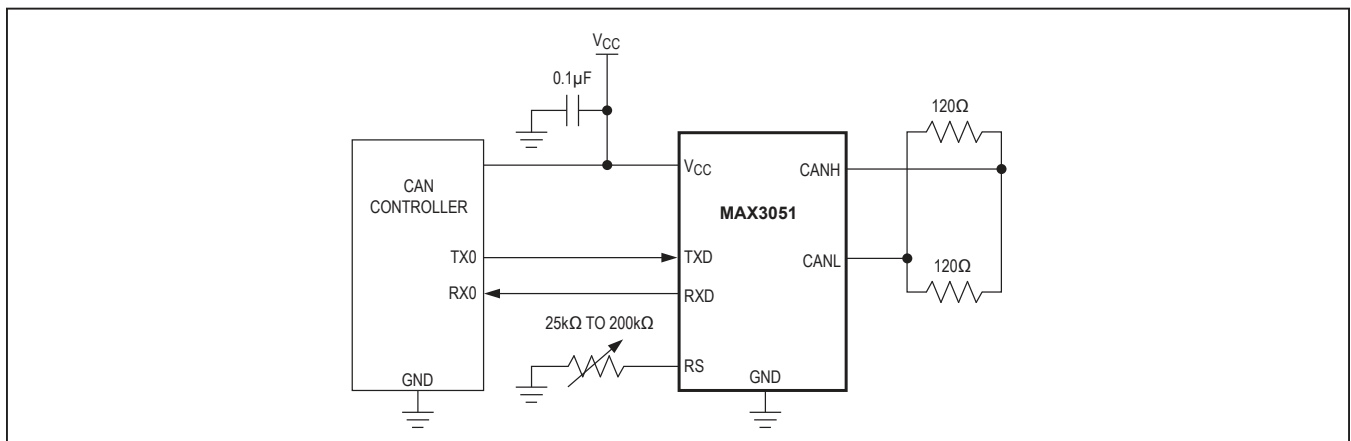 VCC
0.1µF
120Ω
CAN
CONTROLLER
VCC
CANH
MAX3051
TX0
TXD
CANL
120Ω
RX0
RXD
25kΩ TO 200kΩ
RS
GND
GND